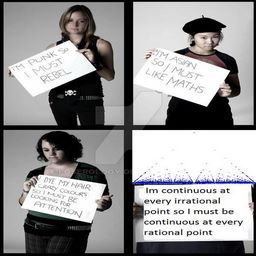 I'M PUNK SO
I MUST
REBEL
I'M ASIAN
SO I MUST
LIKE MATHS
I DYE MY HAIR
CRAZY COLOURS
SO I MUST BE
LOOKING FOR
ATTENTION
Im continuous at
every irrational
point so I must be
continuous at every
rational point